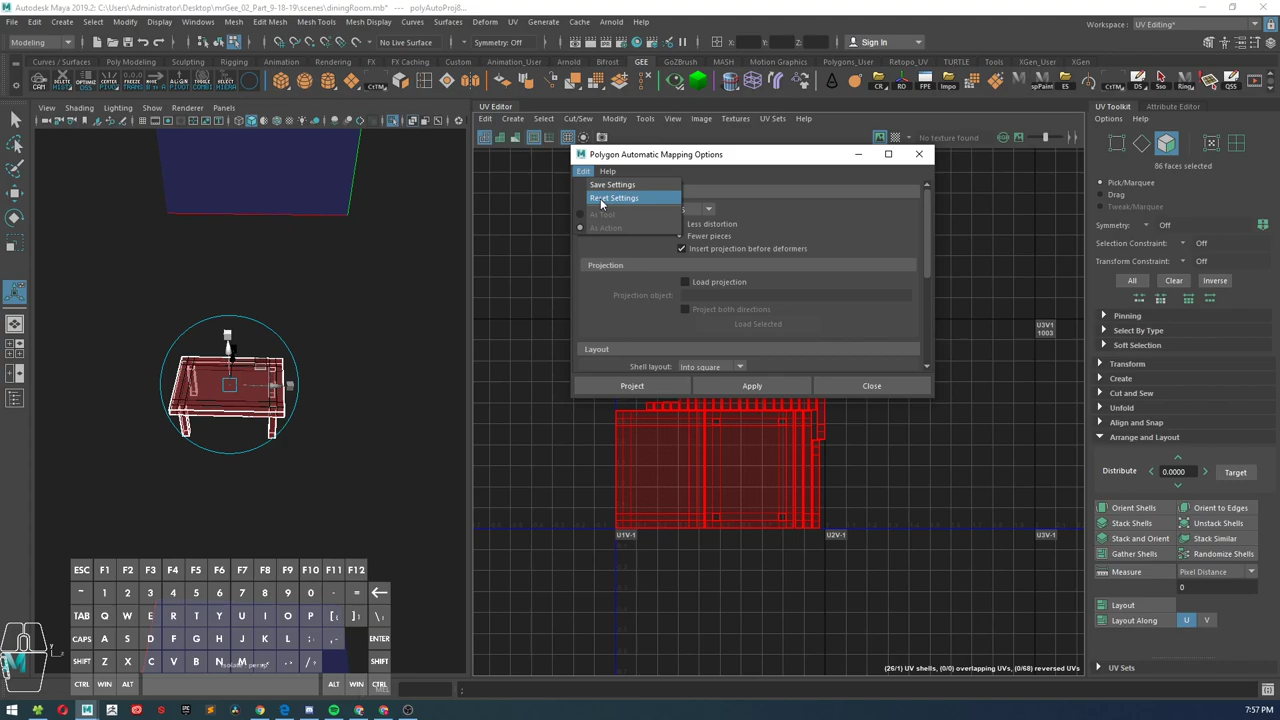 Autodesk Maya 2019.2: C:\Users\Administrator\Desktop\mrGee_02_Part_9-18-19\scenes\diningRoom.mb* --- polyAutoProj8...
File Edit Create Select Modify Display Windows Mesh Edit Mesh Mesh Tools Mesh Display Curves Surfaces Deform UV Generate Cache Arnold Help
Workspace : UV Editing*
Modeling
No Live Surface
Symmetry: Off
X: Y: Z:
Sign In
Curves / Surfaces Poly Modeling Sculpting Rigging Animation Rendering FX FX Caching Custom Animation_User Arnold Bifrost GEE GoZBrush MASH Motion Graphics Polygons_User Retopo_UV TURTLE XGen_User XGen
View Shading Lighting Show Renderer Panels
UV Editor
Edit Create Select Cut/Sew Modify Tools View Image Textures UV Sets Help
No texture found
UV Toolkit Attribute Editor
Options Help
86 faces selected
Pick/Marquee
Drag
Tweak/Marquee
Symmetry: Off
Selection Constraint: Off
Transform Constraint: Off
All Clear Inverse
Pinning
Select By Type
Soft Selection
Transform
Create
Cut and Sew
Unfold
Align and Snap
Arrange and Layout
Distribute 0.0000 Target
Orient Shells Orient to Edges
Stack Shells Unstack Shells
Stack and Orient Stack Similar
Gather Shells Randomize Shells
Measure Pixel Distance
0
Layout
Layout Along U V
UV Sets
Polygon Automatic Mapping Options
Edit Help
Save Settings
Reset Settings
As Tool
As Action
Less distortion
Fewer pieces
Insert projection before deformers
Projection
Load projection
Projection object:
Project both directions
Load Selected
Layout
Shell layout: Into square
Project Apply Close
U3V1
1003
U1V-1 U2V-1 U3V-1
(26/1) UV shells, (0/0) overlapping UVs, (0/68) reversed UVs
ESC F1 F2 F3 F4 F5 F6 F7 F8 F9 F10 F11 F12
~ 1 2 3 4 5 6 7 8 9 0 - =
TAB Q W E R T Y U I O P [ ] \
CAPS A S D F G H J K L ; ENTER
SHIFT Z X C V B N M SHIFT
CTRL WIN ALT ALT WIN CTRL
isolate : persp
7:57 PM